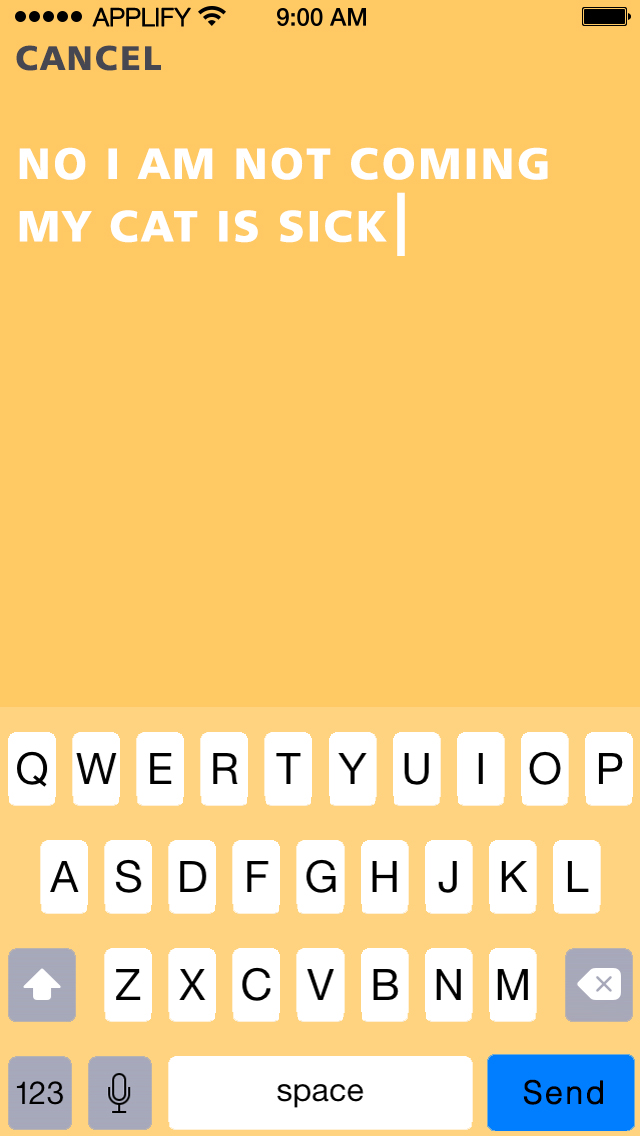 APPLIFY 9:00 AM
CANCEL
NO I AM NOT COMING
MY CAT IS SICK
Q W E R T Y U I O P
A S D F G H J K L
Z X C V B N M
123 space Send